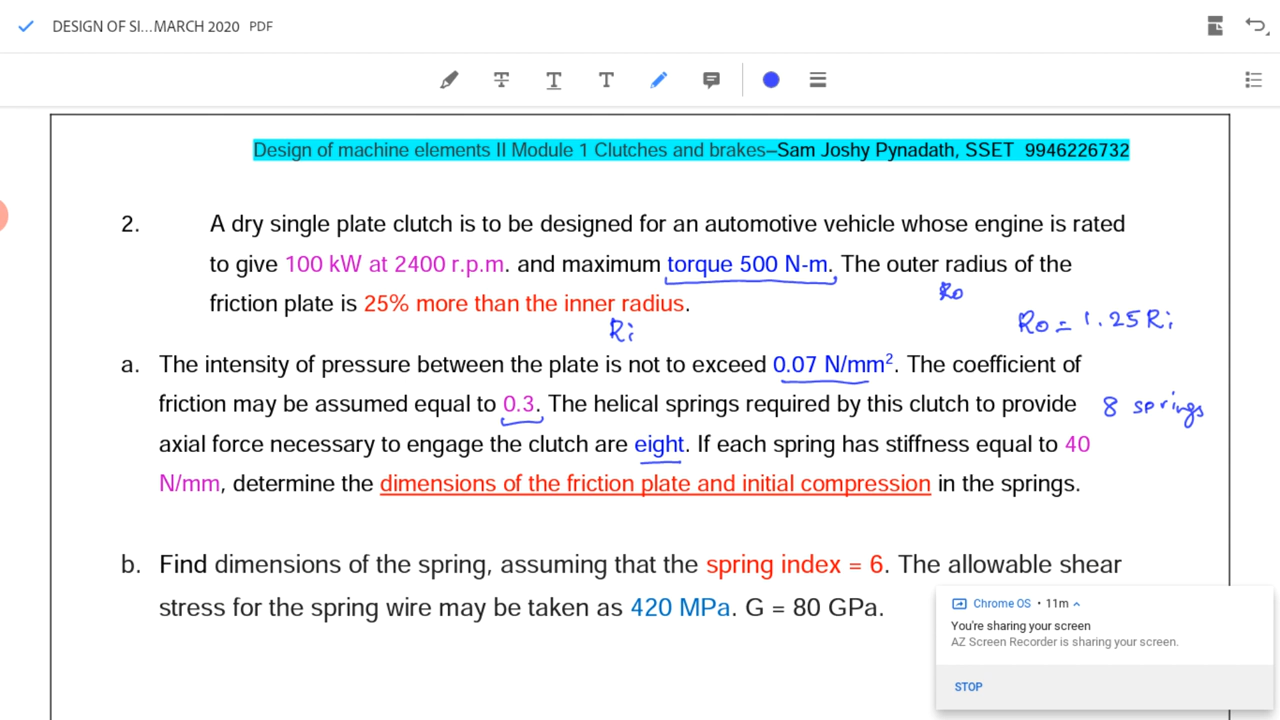 DESIGN OF SI...MARCH 2020 PDF
Design of machine elements II Module 1 Clutches and brakes–Sam Joshy Pynadath, SSET 9946226732
2. A dry single plate clutch is to be designed for an automotive vehicle whose engine is rated
to give 100 kW at 2400 r.p.m. and maximum torque 500 N-m. The outer radius of the
Ro
friction plate is 25% more than the inner radius.
Ri
Ro = 1.25 Ri
a. The intensity of pressure between the plate is not to exceed 0.07 N/mm². The coefficient of
friction may be assumed equal to 0.3. The helical springs required by this clutch to provide
8 springs
axial force necessary to engage the clutch are eight. If each spring has stiffness equal to 40
N/mm, determine the dimensions of the friction plate and initial compression in the springs.
b. Find dimensions of the spring, assuming that the spring index = 6. The allowable shear
stress for the spring wire may be taken as 420 MPa. G = 80 GPa.
Chrome OS • 11m
You're sharing your screen
AZ Screen Recorder is sharing your screen.
STOP